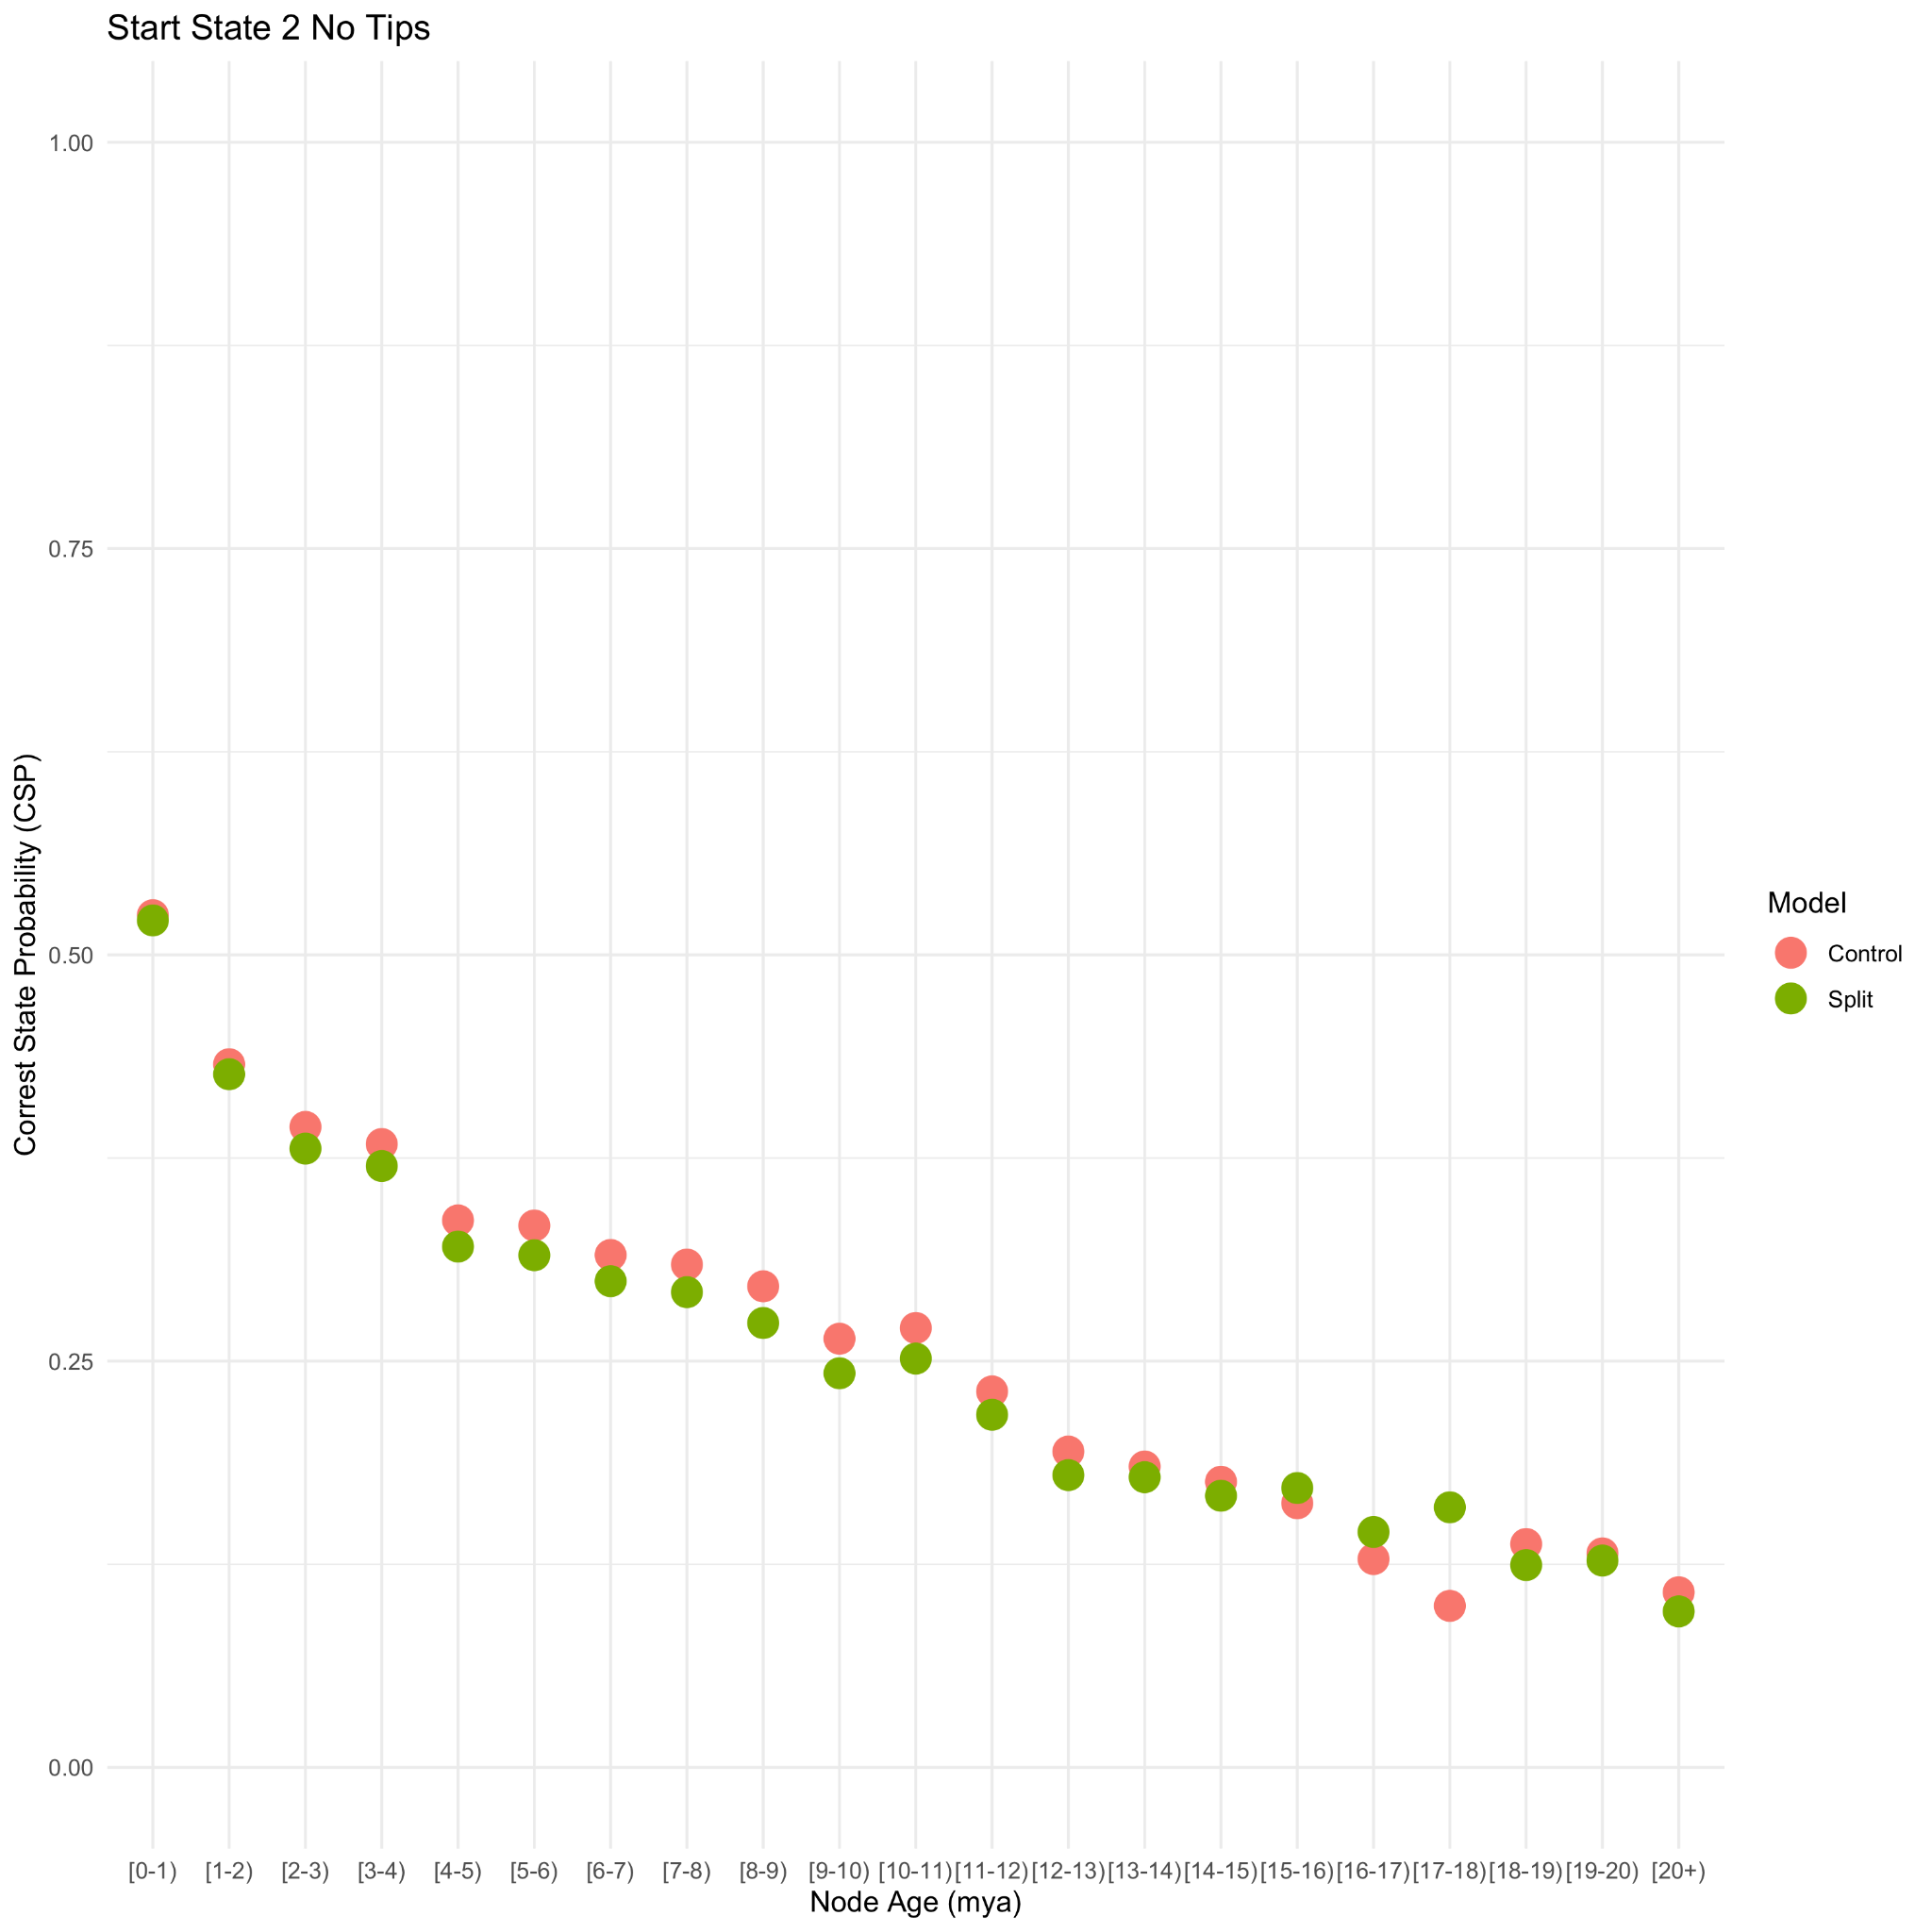 Start State 2 No Tips
Correst State Probability (CSP)
1.00
0.75
0.50
0.25
0.00
[0-1) [1-2) [2-3) [3-4) [4-5) [5-6) [6-7) [7-8) [8-9) [9-10) [10-11) [11-12) [12-13) [13-14) [14-15) [15-16) [16-17) [17-18) [18-19) [19-20) [20+)
Node Age (mya)
Model
Control
Split